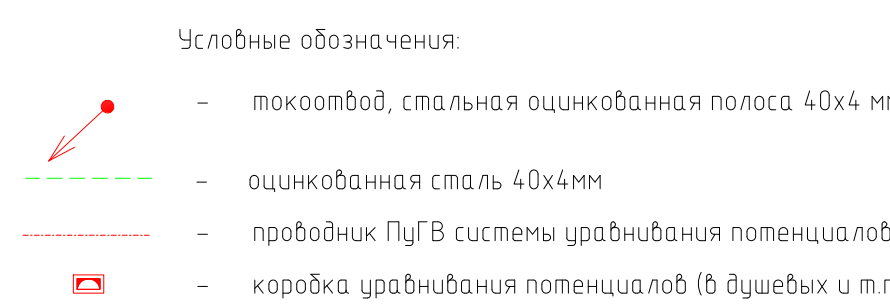 Условные обозначения:
– токоотвод, стальная оцинкованная полоса 40х4 мм
– оцинкованная сталь 40х4мм
– проводник ПуГВ системы уравнивания потенциалов
– коробка уравнивания потенциалов (в душевых и т.п